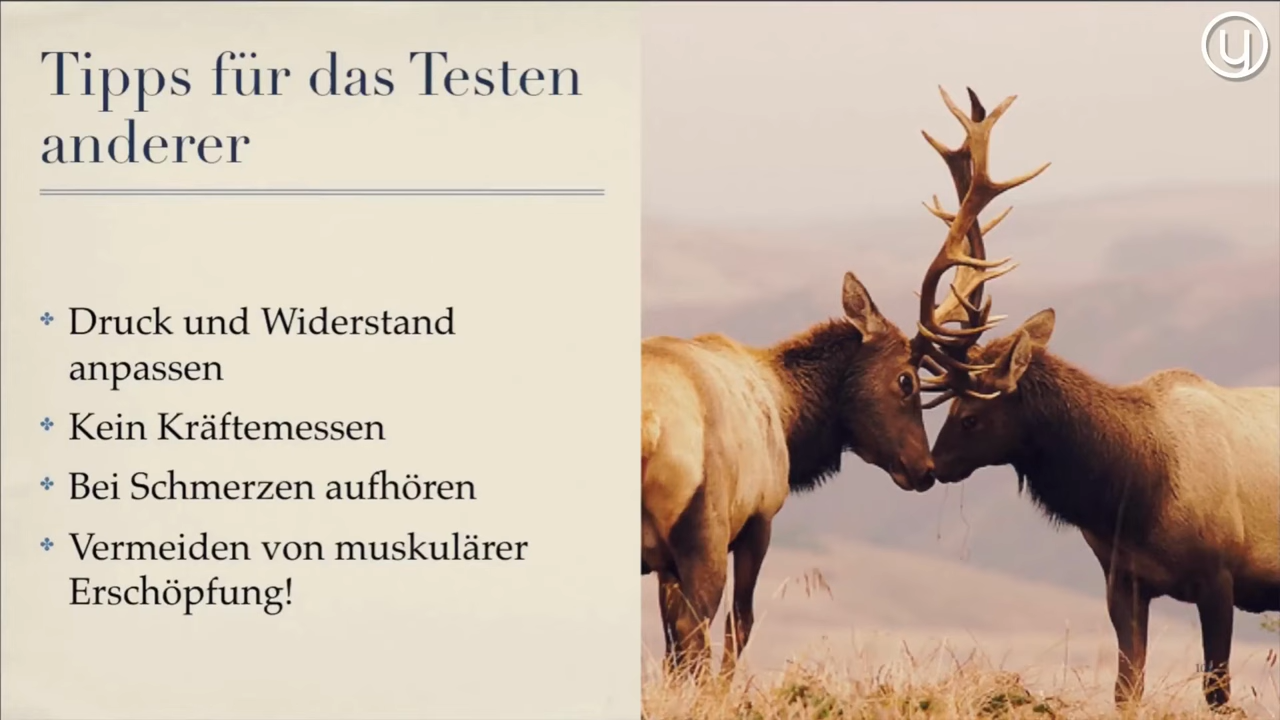 Tipps für das Testen
anderer
Druck und Widerstand
anpassen
Kein Kräftemessen
Bei Schmerzen aufhören
Vermeiden von muskulärer
Erschöpfung!
y